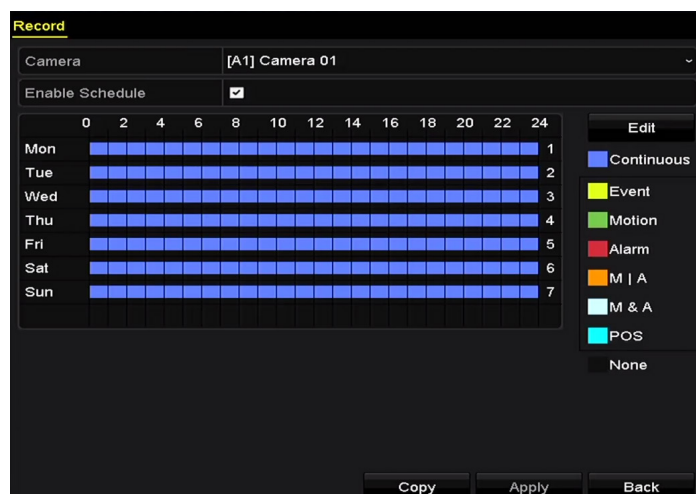 Record
Camera [A1] Camera 01
Enable Schedule
0 2 4 6 8 10 12 14 16 18 20 22 24
Edit
Mon 1
Continuous
Tue 2
Wed 3
Event
Thu 4
Motion
Fri 5
Alarm
Sat 6
M | A
Sun 7
M & A
POS
None
Copy Apply Back